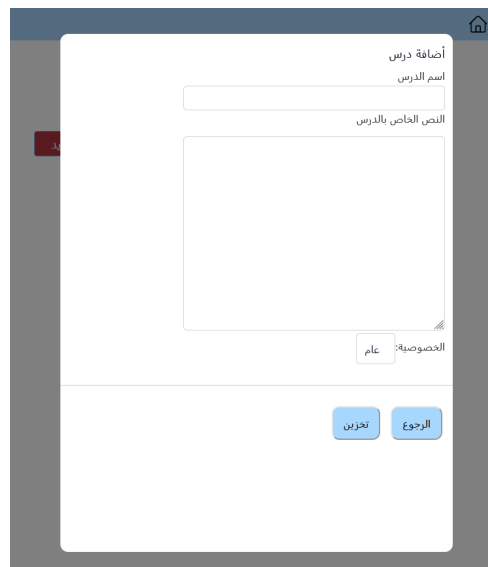 أضافة درس
اسم الدرس
النص الخاص بالدرس
الخصوصية: عام
الرجوع تخزين